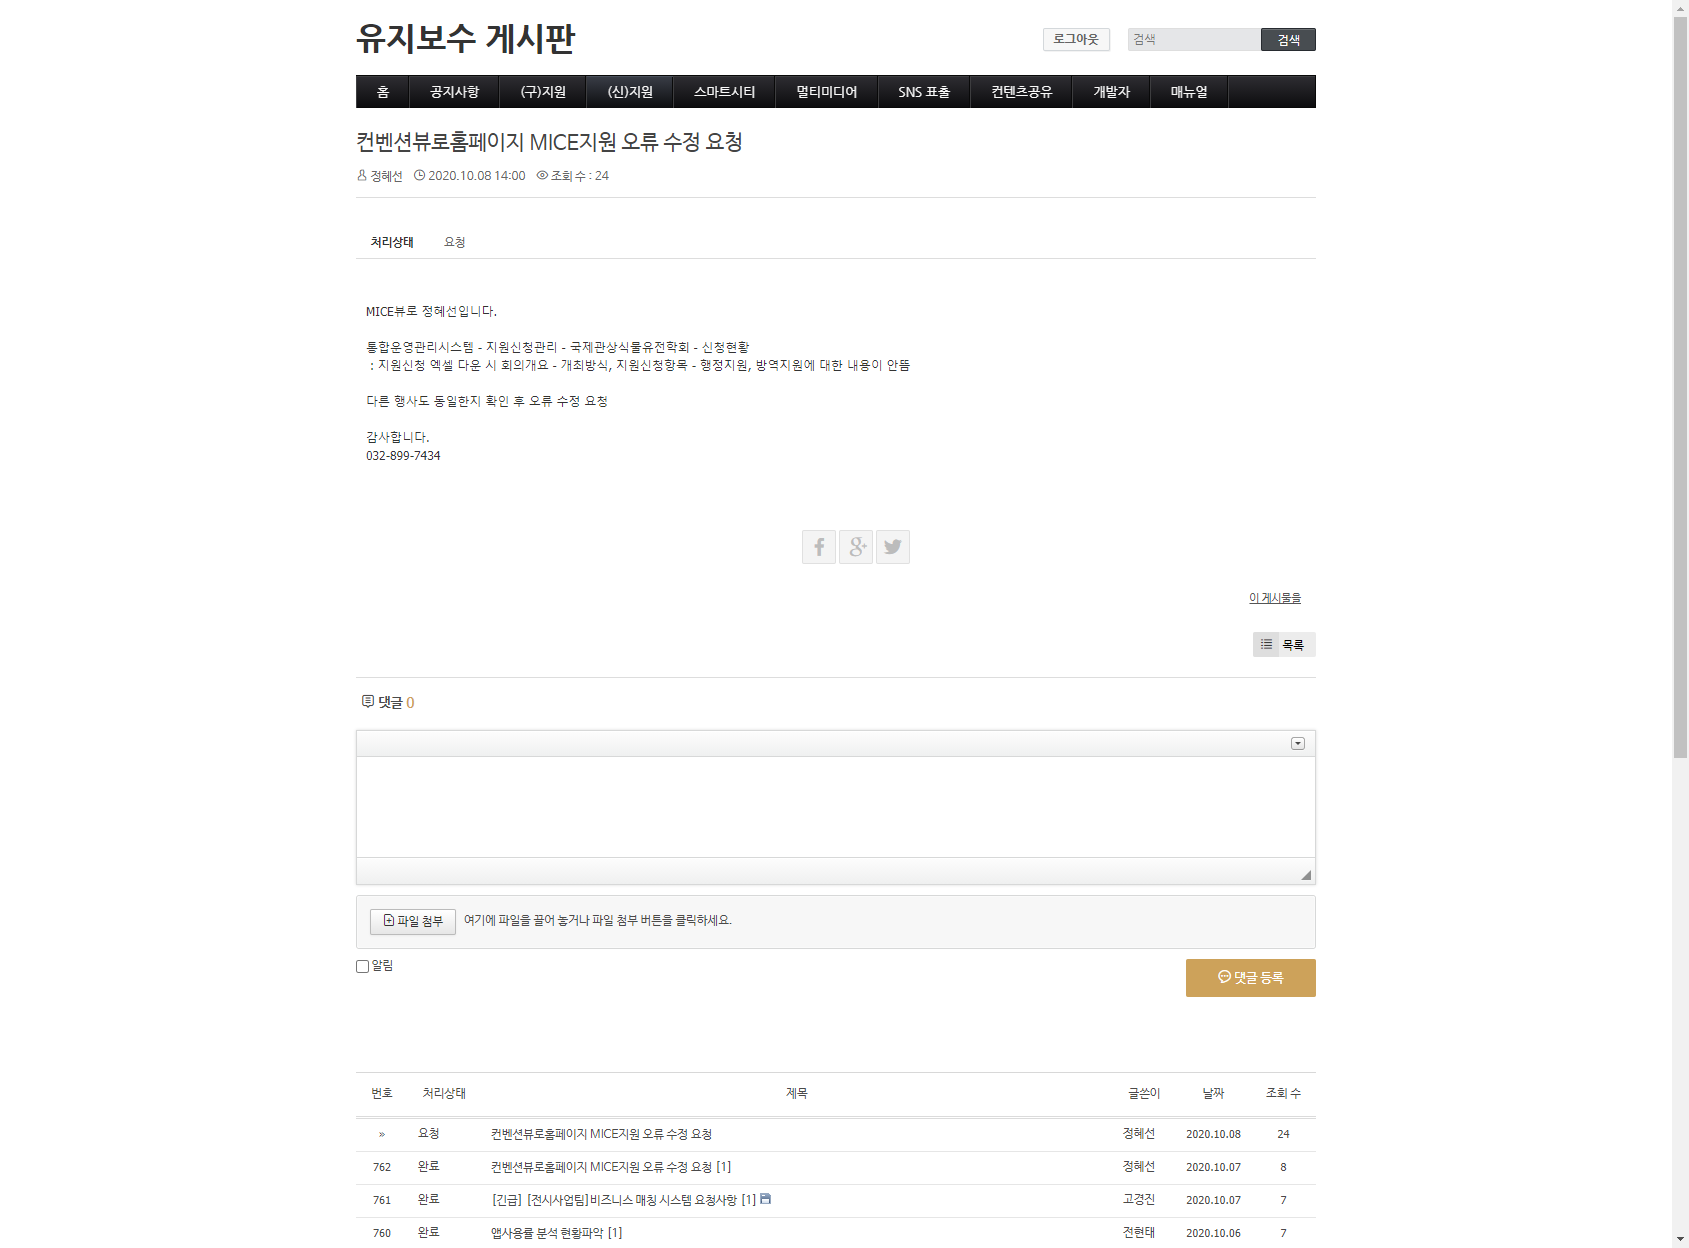 유지보수 게시판
로그아웃 검색 검색
홈 공지사항 (구)지원 (신)지원 스마트시티 멀티미디어 SNS 표출 컨텐츠공유 개발자 매뉴얼
컨벤션뷰로홈페이지 MICE지원 오류 수정 요청
정혜선 2020.10.08 14:00 조회 수 : 24
처리상태 요청
MICE뷰로 정혜선입니다.
통합운영관리시스템 - 지원신청관리 - 국제관상식물유전학회 - 신청현황
: 지원신청 엑셀 다운 시 회의개요 - 개최방식, 지원신청항목 - 행정지원, 방역지원에 대한 내용이 안뜸
다른 행사도 동일한지 확인 후 오류 수정 요청
감사합니다.
032-899-7434
이 게시물을
목록
댓글 0
파일 첨부 여기에 파일을 끌어 놓거나 파일 첨부 버튼을 클릭하세요.
알림 댓글 등록
번호 처리상태 제목 글쓴이 날짜 조회 수
» 요청 컨벤션뷰로홈페이지 MICE지원 오류 수정 요청 정혜선 2020.10.08 24
762 완료 컨벤션뷰로홈페이지 MICE지원 오류 수정 요청 [1] 정혜선 2020.10.07 8
761 완료 [긴급] [전시사업팀]비즈니스 매칭 시스템 요청사항 [1] 고경진 2020.10.07 7
760 완료 앱사용률 분석 현황파악 [1] 전현태 2020.10.06 7